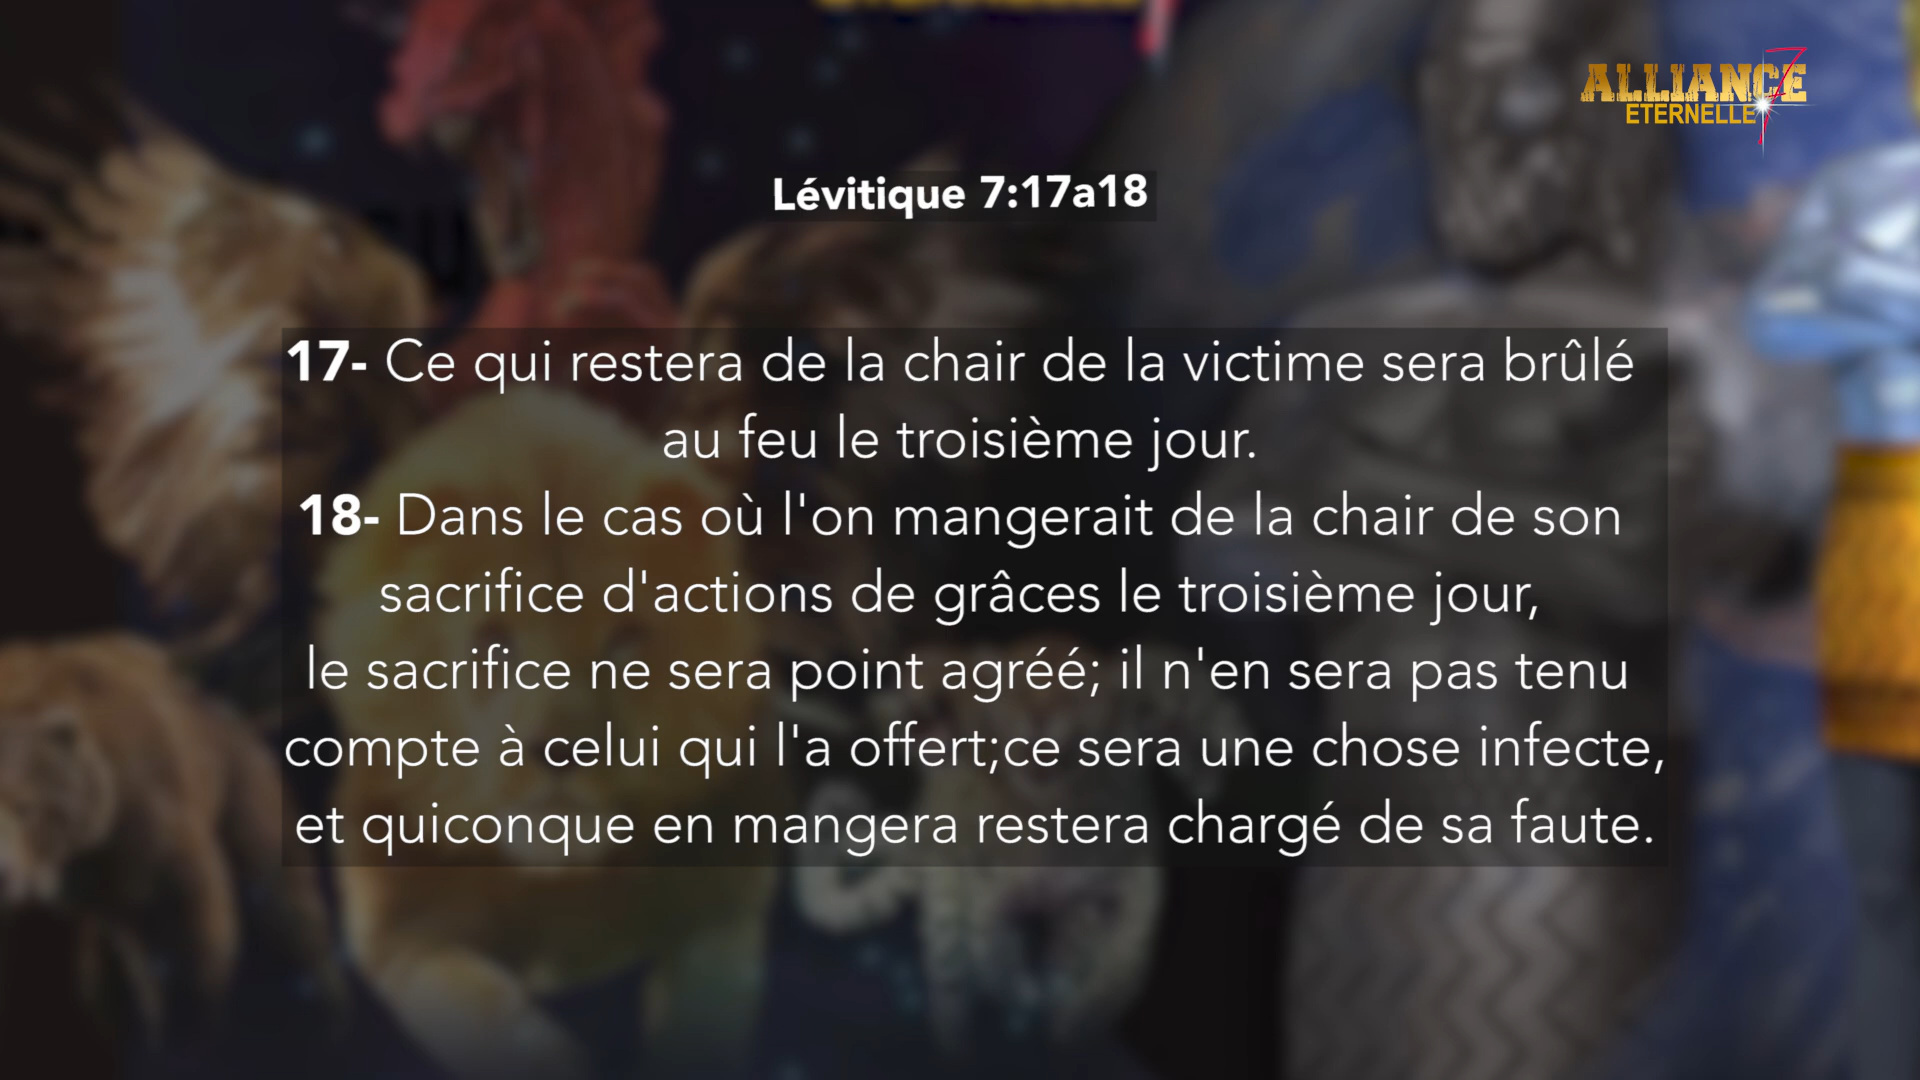 ALLIANCE
ETERNELLE
Lévitique 7:17a18
17- Ce qui restera de la chair de la victime sera brûlé
au feu le troisième jour.
18- Dans le cas où l'on mangerait de la chair de son
sacrifice d'actions de grâces le troisième jour,
le sacrifice ne sera point agréé; il n'en sera pas tenu
compte à celui qui l'a offert;ce sera une chose infecte,
et quiconque en mangera restera chargé de sa faute.